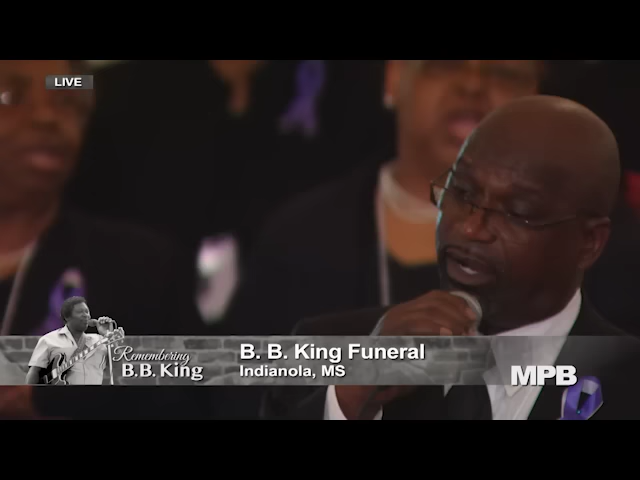 LIVE
Remembering
B.B. King
B. B. King Funeral
Indianola, MS
MPB